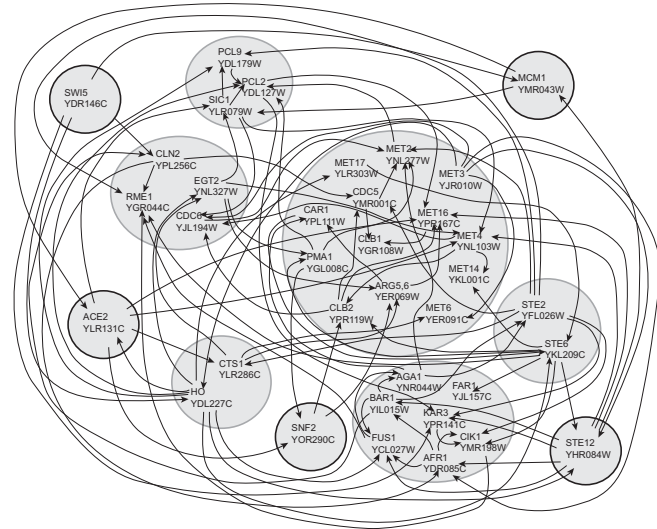 PCL9
YDL179W
PCL2
YDL127W
SIC1
YLR079W
SWI5
YDR146C
MCM1
YMR043W
CLN2
YPL256C
EGT2
YNL327W
RME1
YGR044C
CDC6
YJL194W
MET2
YNL277W
MET17
YLR303W
MET3
YJR010W
CDC5
YMR001C
CAR1
YPL111W
MET16
YPR167C
CLB1
YGR108W
MET4
YNL103W
PMA1
YGL008C
MET14
YKL001C
ARG5,6
YER069W
CLB2
YPR119W
MET6
YER091C
STE2
YFL026W
ACE2
YLR131C
STE6
YKL209C
CTS1
YLR286C
HO
YDL227C
AGA1
YNR044W
FAR1
YJL157C
BAR1
YIL015W
KAR3
YPR141C
SNF2
YOR290C
FUS1
YCL027W
CIK1
YMR198W
AFR1
YDR085C
STE12
YHR084W